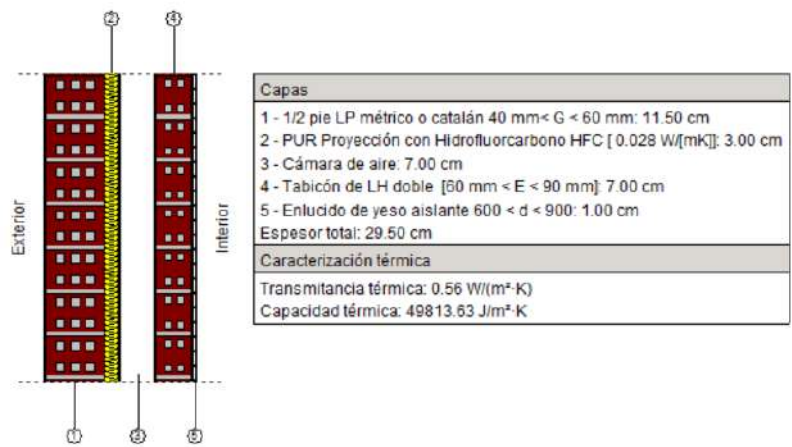 2
4
Exterior
Interior
1
3
5
Capas
1 - 1/2 pie LP métrico o catalán 40 mm< G < 60 mm: 11.50 cm
2 - PUR Proyección con Hidrofluorcarbono HFC [ 0.028 W/[mK]]: 3.00 cm
3 - Cámara de aire: 7.00 cm
4 - Tabicón de LH doble [60 mm < E < 90 mm]: 7.00 cm
5 - Enlucido de yeso aislante 600 < d < 900: 1.00 cm
Espesor total: 29.50 cm
Caracterización térmica
Transmitancia térmica: 0.56 W/(m²·K)
Capacidad térmica: 49813.63 J/m²·K